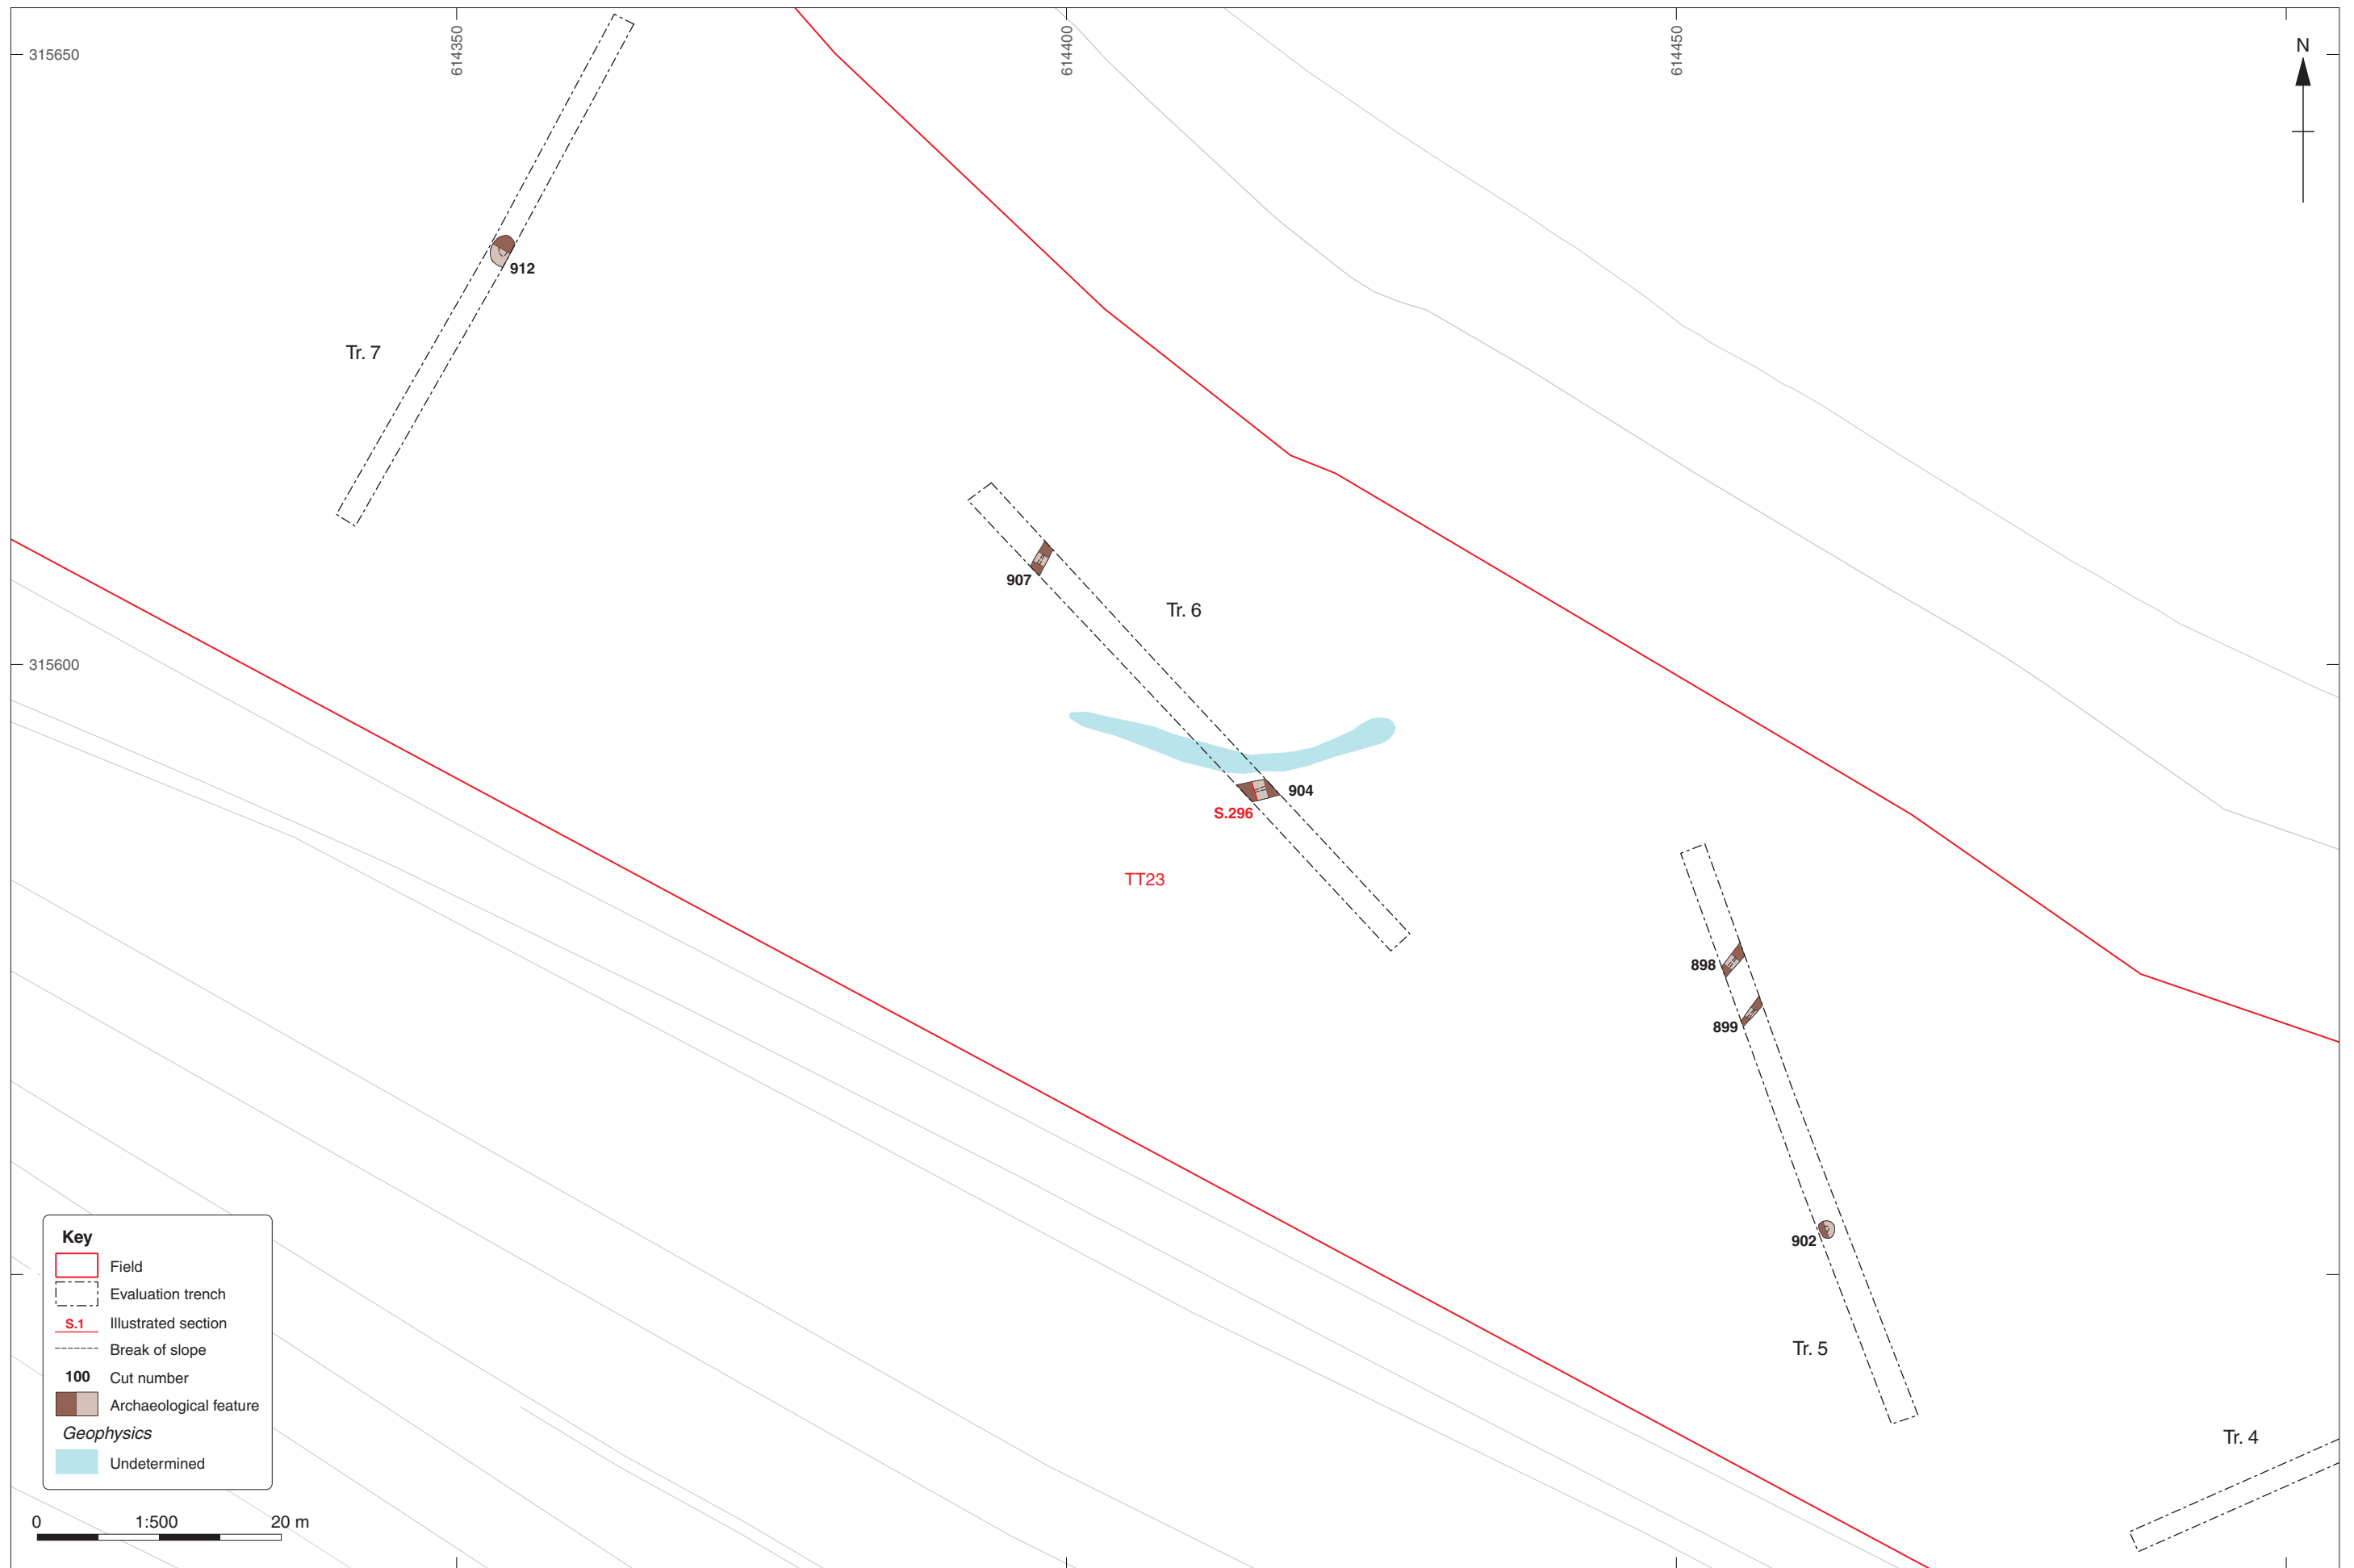 614350
614400
614450
315650
N
912
Tr. 7
907
Tr. 6
315600
904
S.296
TT23
898
899
902
Tr. 5
Tr. 4
Key
Field
Evaluation trench
S.1 Illustrated section
Break of slope
100 Cut number
Archaeological feature
Geophysics
Undetermined
0 1:500 20 m